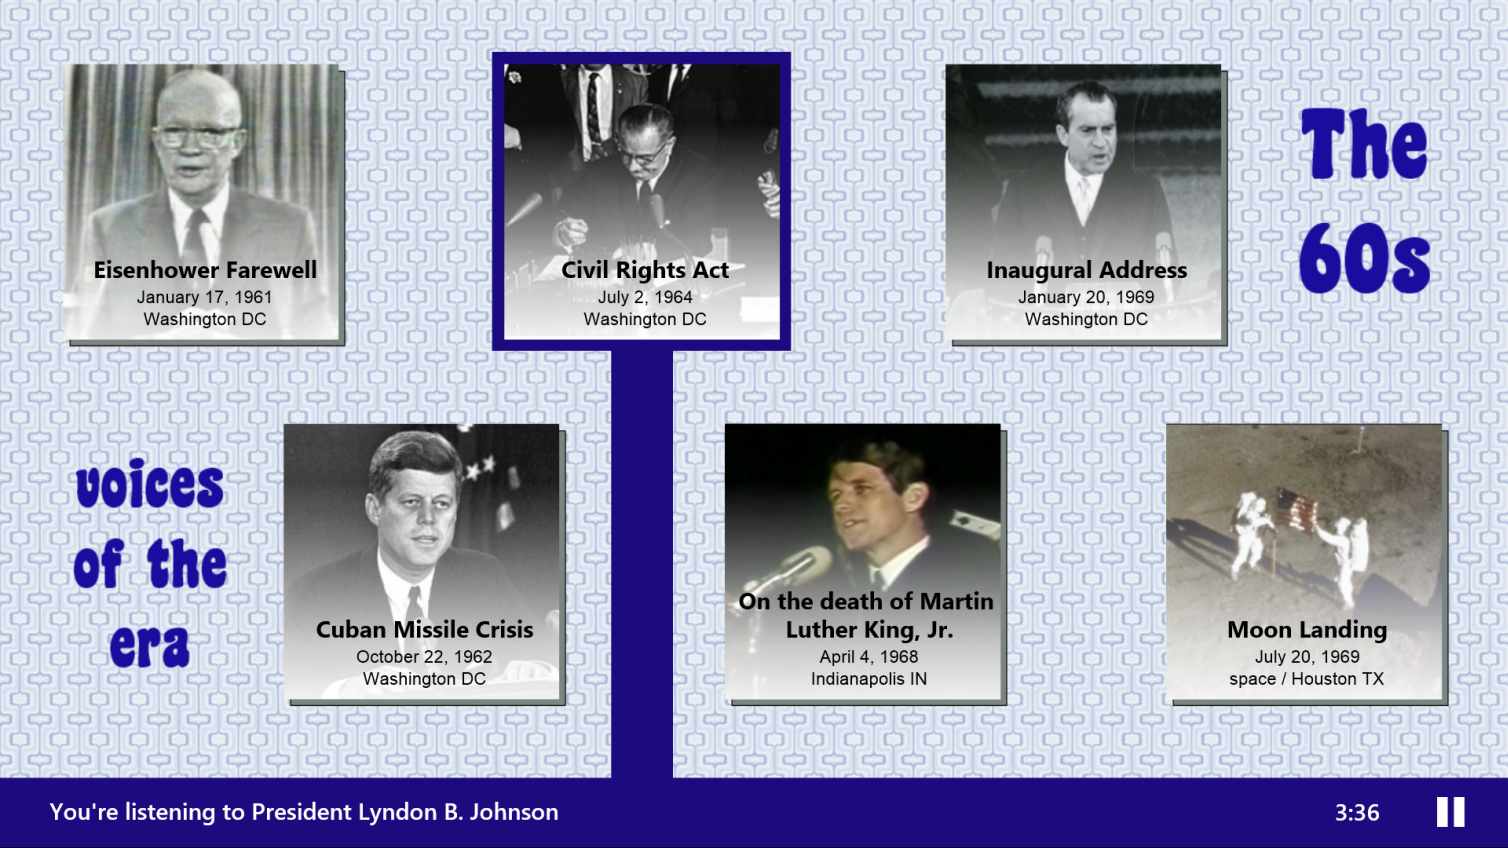 Eisenhower Farewell
January 17, 1961
Washington DC
Civil Rights Act
July 2, 1964
Washington DC
Inaugural Address
January 20, 1969
Washington DC
The
60s
voices
of the
era
Cuban Missile Crisis
October 22, 1962
Washington DC
On the death of Martin
Luther King, Jr.
April 4, 1968
Indianapolis IN
Moon Landing
July 20, 1969
space / Houston TX
You're listening to President Lyndon B. Johnson
3:36